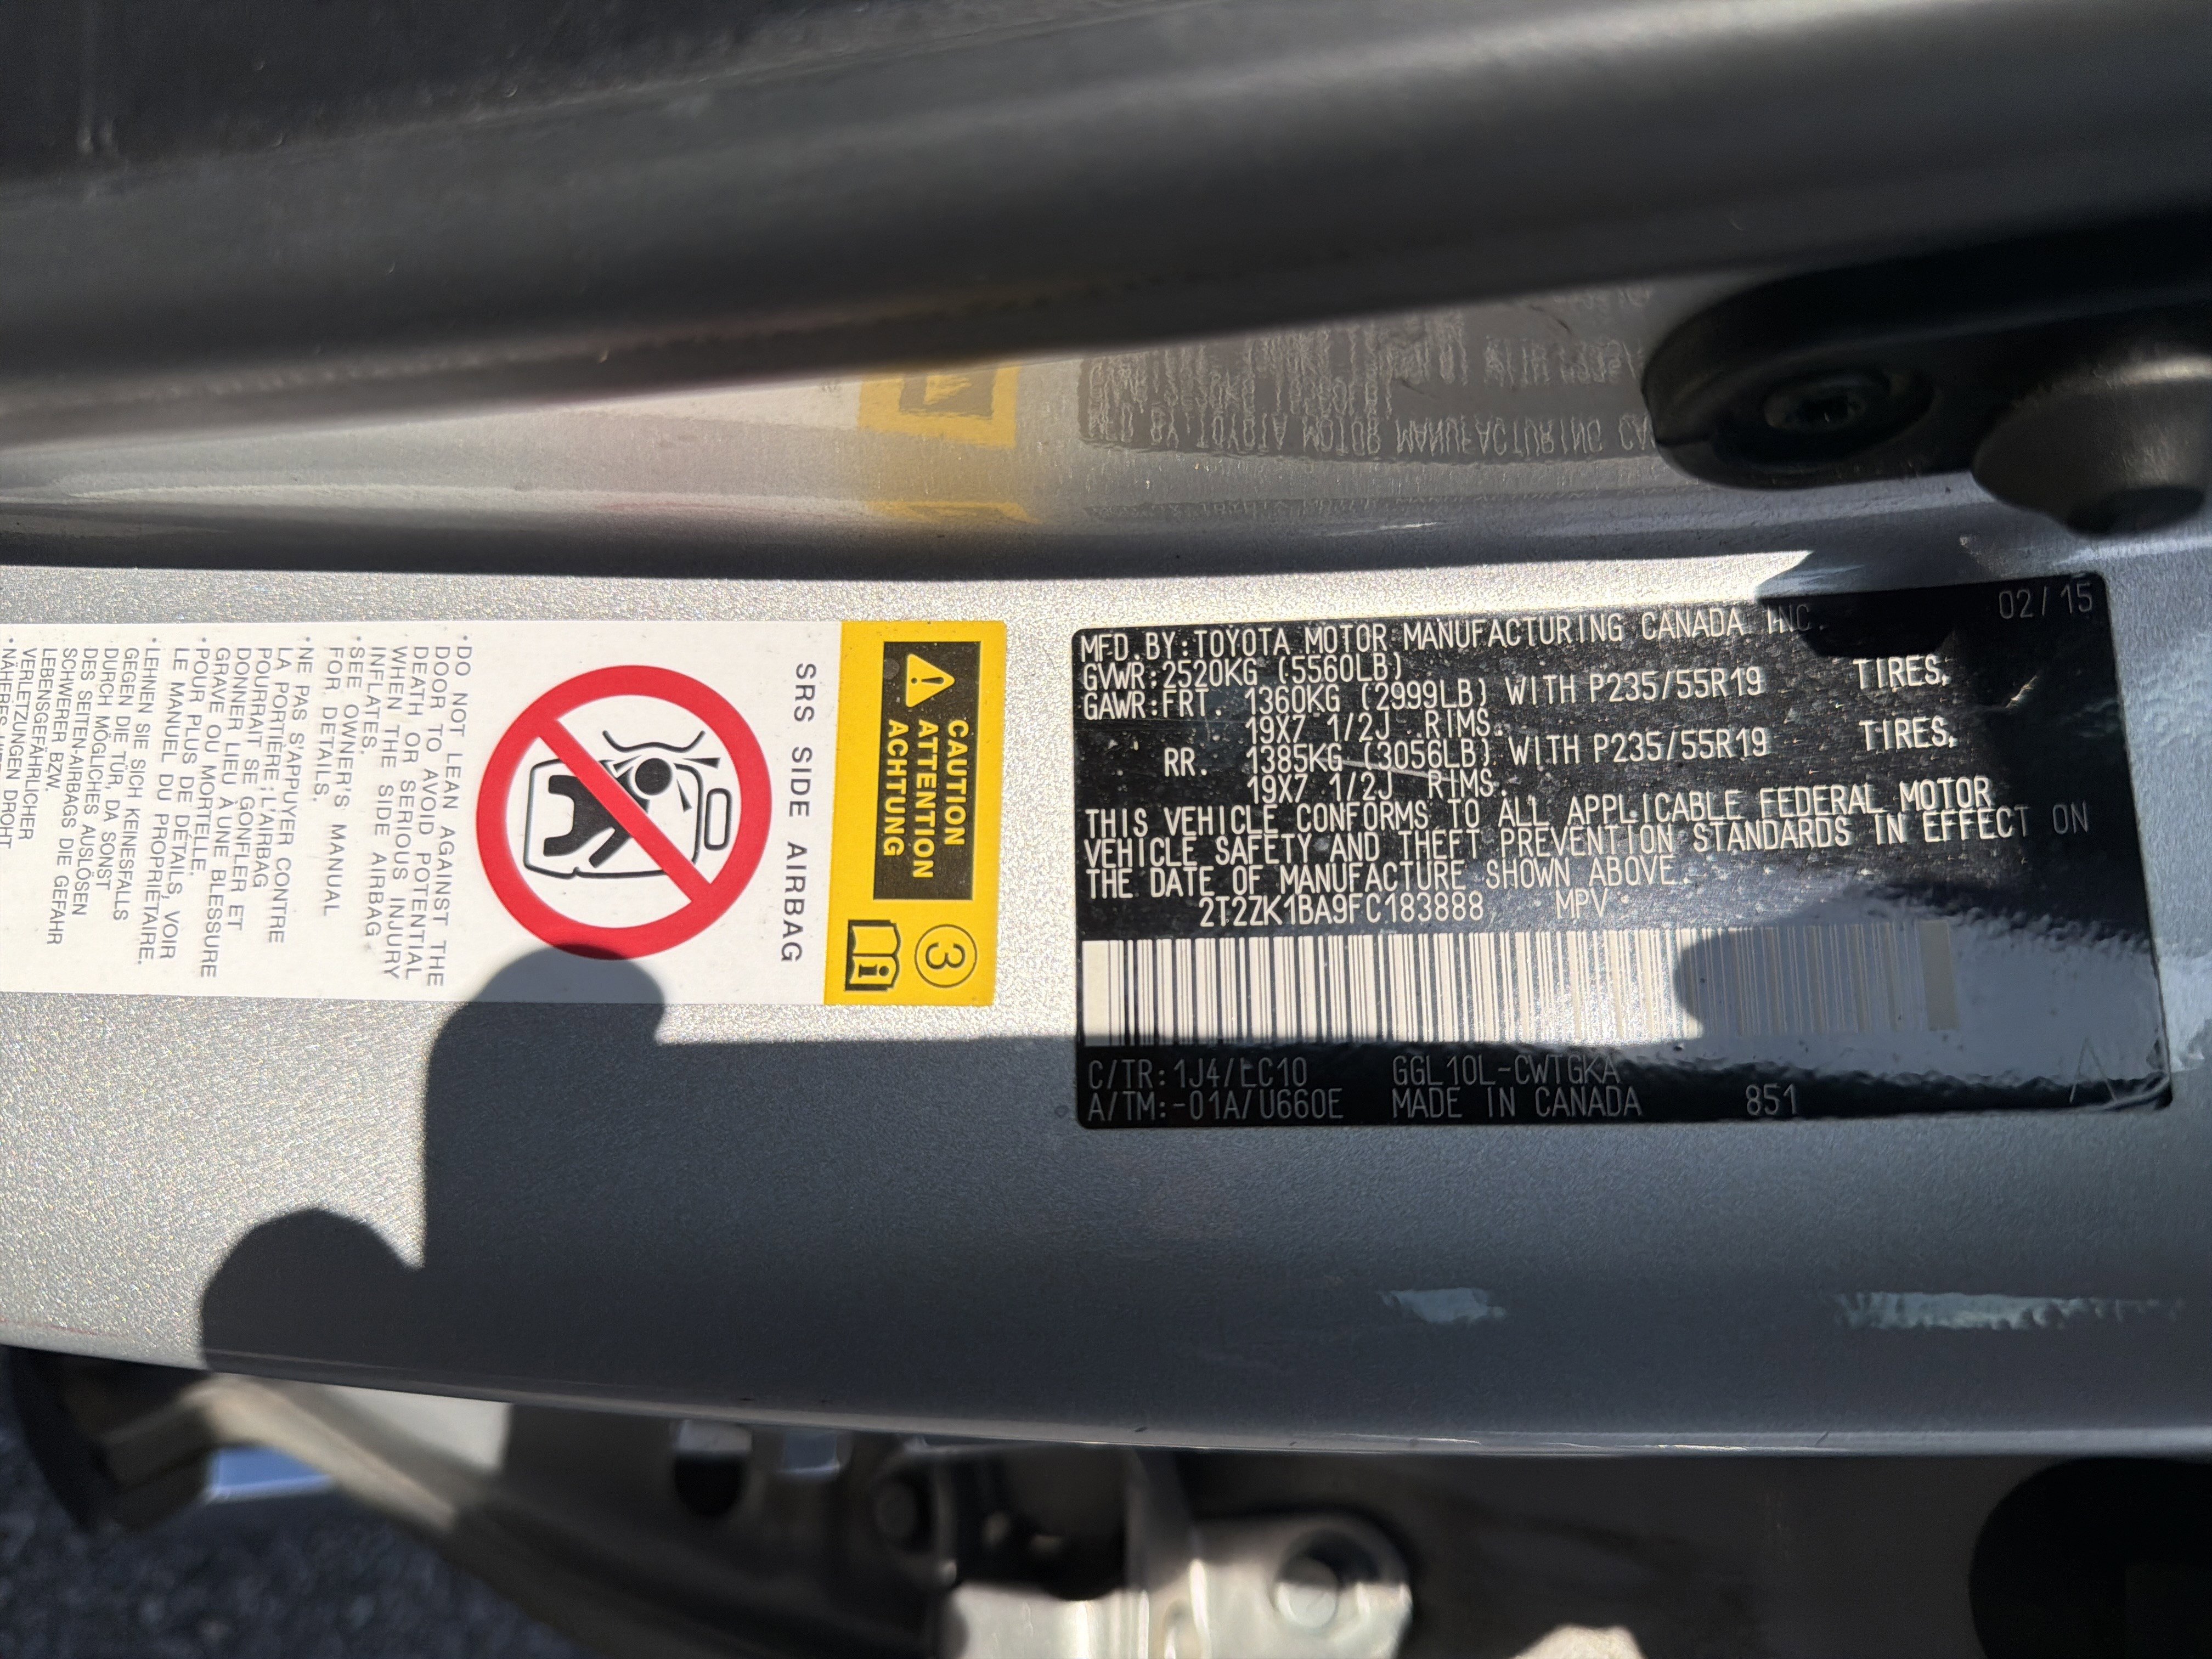 02/15
MFD.BY:TOYOTA MOTOR MANUFACTURING CANADA INC.
GVWR:2520KG (5560LB)
GAWR:FRT. 1360KG (2999LB) WITH P235/55R19 TIRES,
19X7 1/2J RIMS.
RR. 1385KG (3056LB) WITH P235/55R19 TIRES,
19X7 1/2J RIMS.
THIS VEHICLE CONFORMS TO ALL APPLICABLE FEDERAL MOTOR
VEHICLE SAFETY AND THEFT PREVENTION STANDARDS IN EFFECT ON
THE DATE OF MANUFACTURE SHOWN ABOVE.
2T2ZK1BA9FC183888 MPV
C/TR:1J4/LC10 GGL10L-CWTGKA
A/TM:-01A/U660E MADE IN CANADA 851
CAUTION
ATTENTION
ACHTUNG
3
i
SRS SIDE AIRBAG
•DO NOT LEAN AGAINST THE
DOOR TO AVOID POTENTIAL
DEATH OR SERIOUS INJURY
WHEN THE SIDE AIRBAG
INFLATES.
•SEE OWNER'S MANUAL
FOR DETAILS.
•NE PAS S'APPUYER CONTRE
LA PORTIÈRE ; L'AIRBAG
POURRAIT SE GONFLER ET
DONNER LIEU À UNE BLESSURE
GRAVE OU MORTELLE.
•POUR PLUS DE DÉTAILS, VOIR
LE MANUEL DU PROPRIÉTAIRE.
•LEHNEN SIE SICH KEINESFALLS
GEGEN DIE TÜR, DA SONST
DURCH MÖGLICHES AUSLÖSEN
DES SEITEN-AIRBAGS DIE GEFAHR
SCHWERER BZW.
LEBENSGEFÄHRLICHER
VERLETZUNGEN DROHT